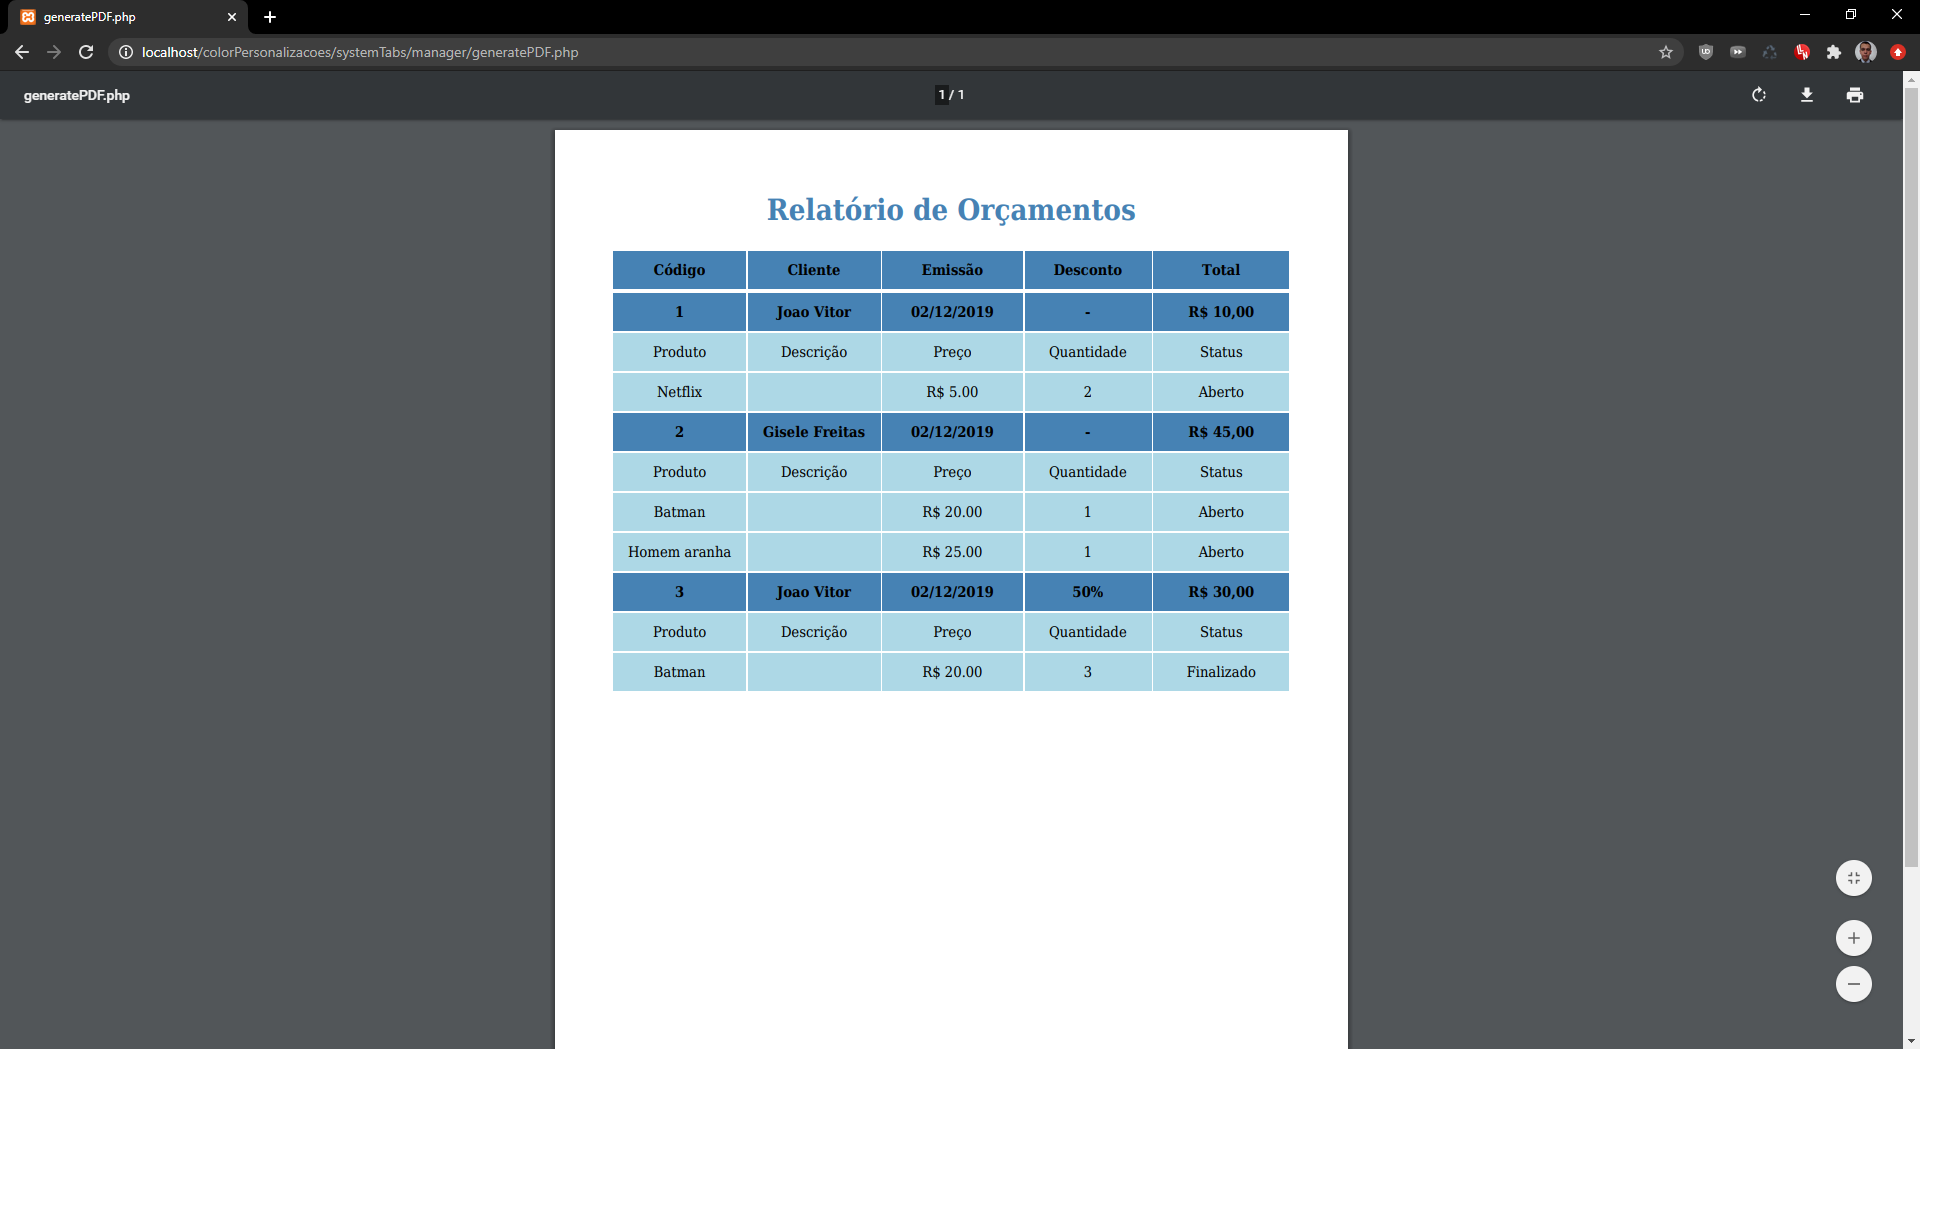 generatePDF.php
localhost/colorPersonalizacoes/systemTabs/manager/generatePDF.php
generatePDF.php 1 / 1
Relatório de Orçamentos
Código Cliente Emissão Desconto Total
1 Joao Vitor 02/12/2019 - R$ 10,00
Produto Descrição Preço Quantidade Status
Netflix R$ 5.00 2 Aberto
2 Gisele Freitas 02/12/2019 - R$ 45,00
Produto Descrição Preço Quantidade Status
Batman R$ 20.00 1 Aberto
Homem aranha R$ 25.00 1 Aberto
3 Joao Vitor 02/12/2019 50% R$ 30,00
Produto Descrição Preço Quantidade Status
Batman R$ 20.00 3 Finalizado